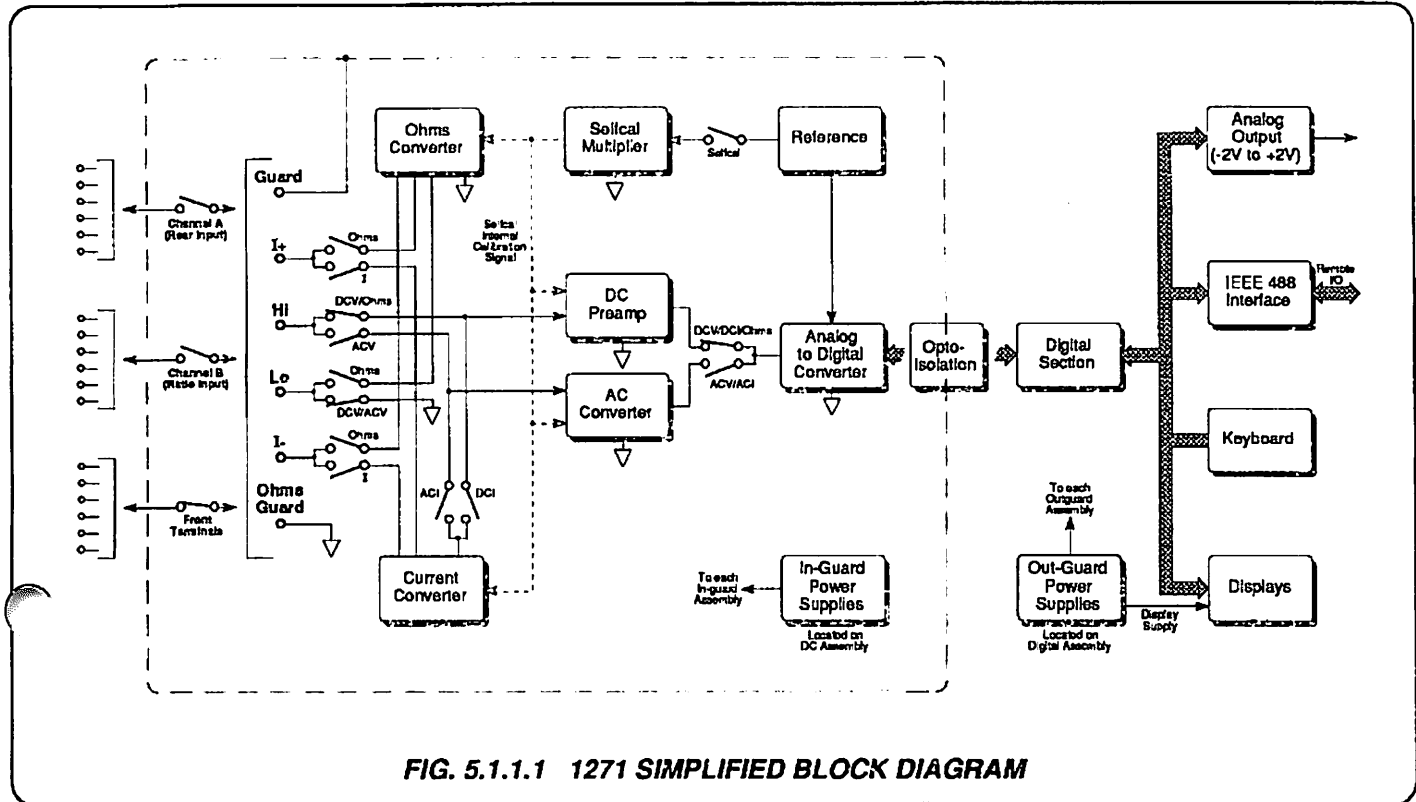 Ohms
Converter
Selfcal
Multiplier
Selfcal
Reference
Analog
Output
(-2V to +2V)
Guard
Channel A
(Rear Input)
Selfcal
Internal
Calibration
Signal
I+
Ohms
I
HI
DCV/Ohms
ACV
DC
Preamp
DCV/DCI/Ohms
ACV/ACI
Analog
to Digital
Converter
Opto-
Isolation
Digital
Section
IEEE 488
Interface
Remote
I/O
Channel B
(Ratio Input)
Lo
Ohms
DCV/ACV
AC
Converter
I-
Ohms
I
Keyboard
ACI
DCI
Ohms
Guard
Front
Terminals
To each
Outguard
Assembly
Current
Converter
To each
In-guard
Assembly
In-Guard
Power
Supplies
Located on
DC Assembly
Out-Guard
Power
Supplies
Located on
Digital Assembly
Display
Supply
Displays
FIG. 5.1.1.1 1271 SIMPLIFIED BLOCK DIAGRAM